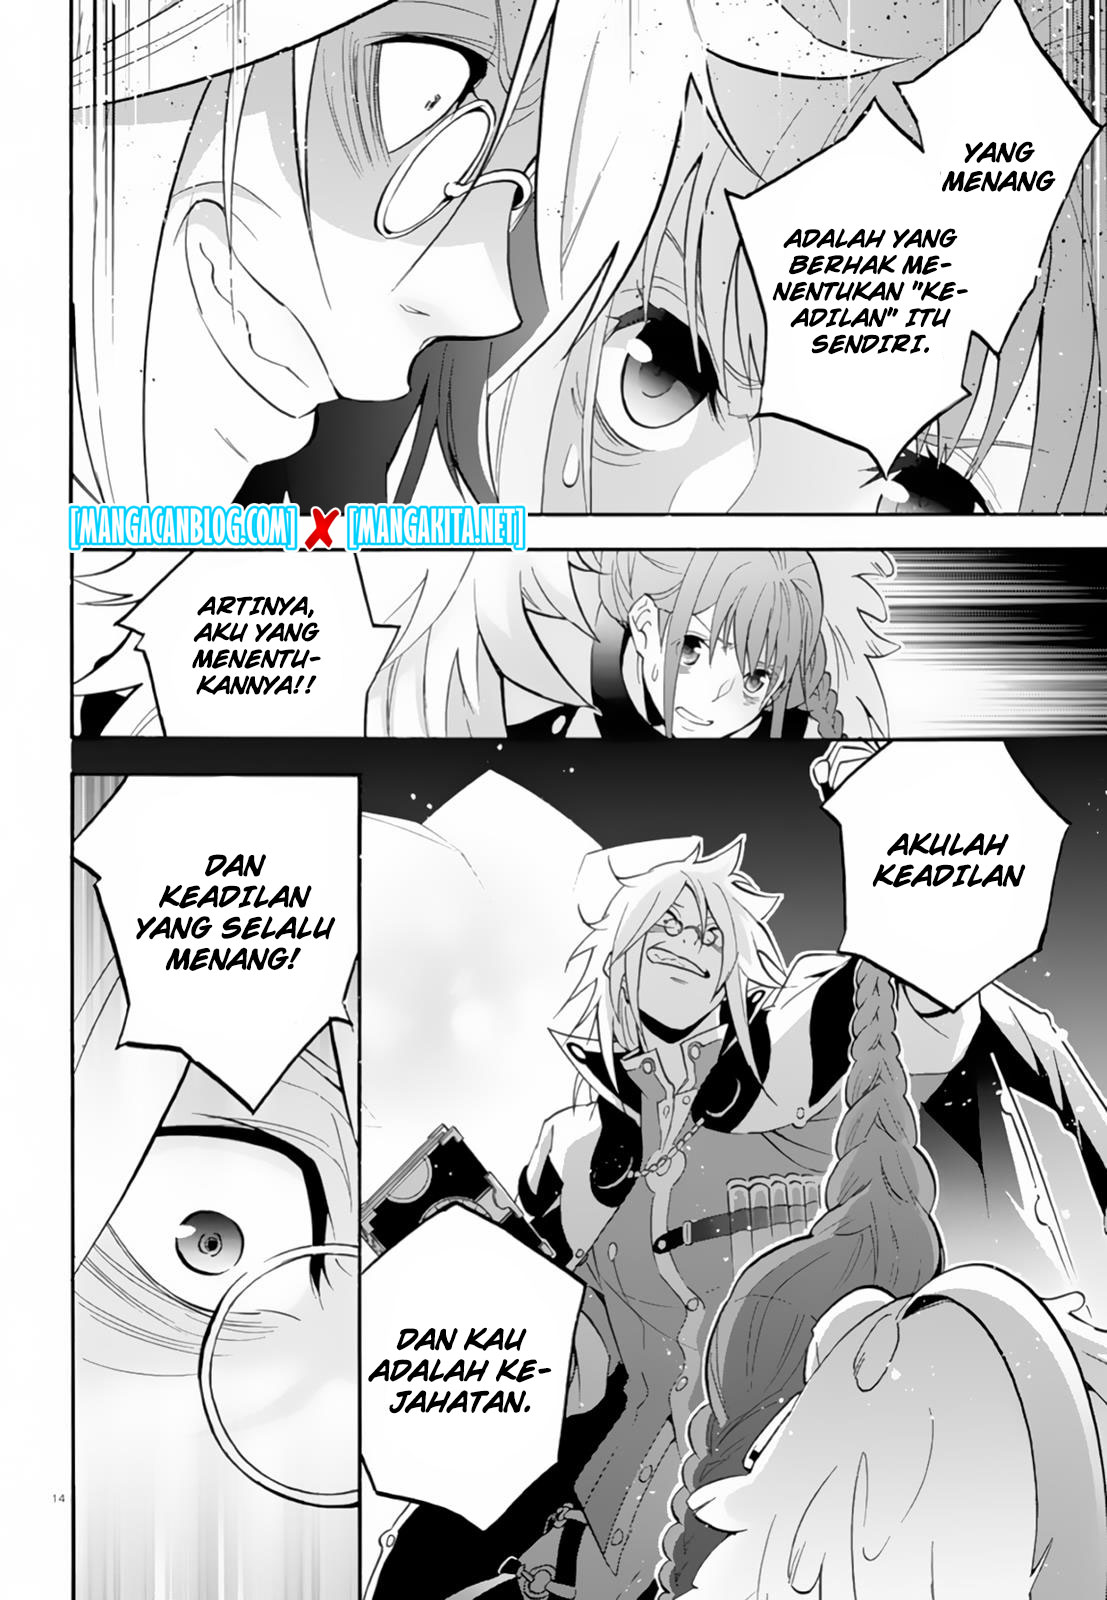 YANG
MENANG
ADALAH YANG
BERHAK ME-
NENTUKAN "KE-
ADILAN" ITU
SENDIRI.
[MANGACANBLOG.COM] X [MANGAKITA.NET]
ARTINYA,
AKU YANG
MENENTU-
KANNYA!!
AKULAH
KEADILAN
DAN KAU
ADALAH KE-
JAHATAN.
DAN
KEADILAN
YANG SELALU
MENANG!
14